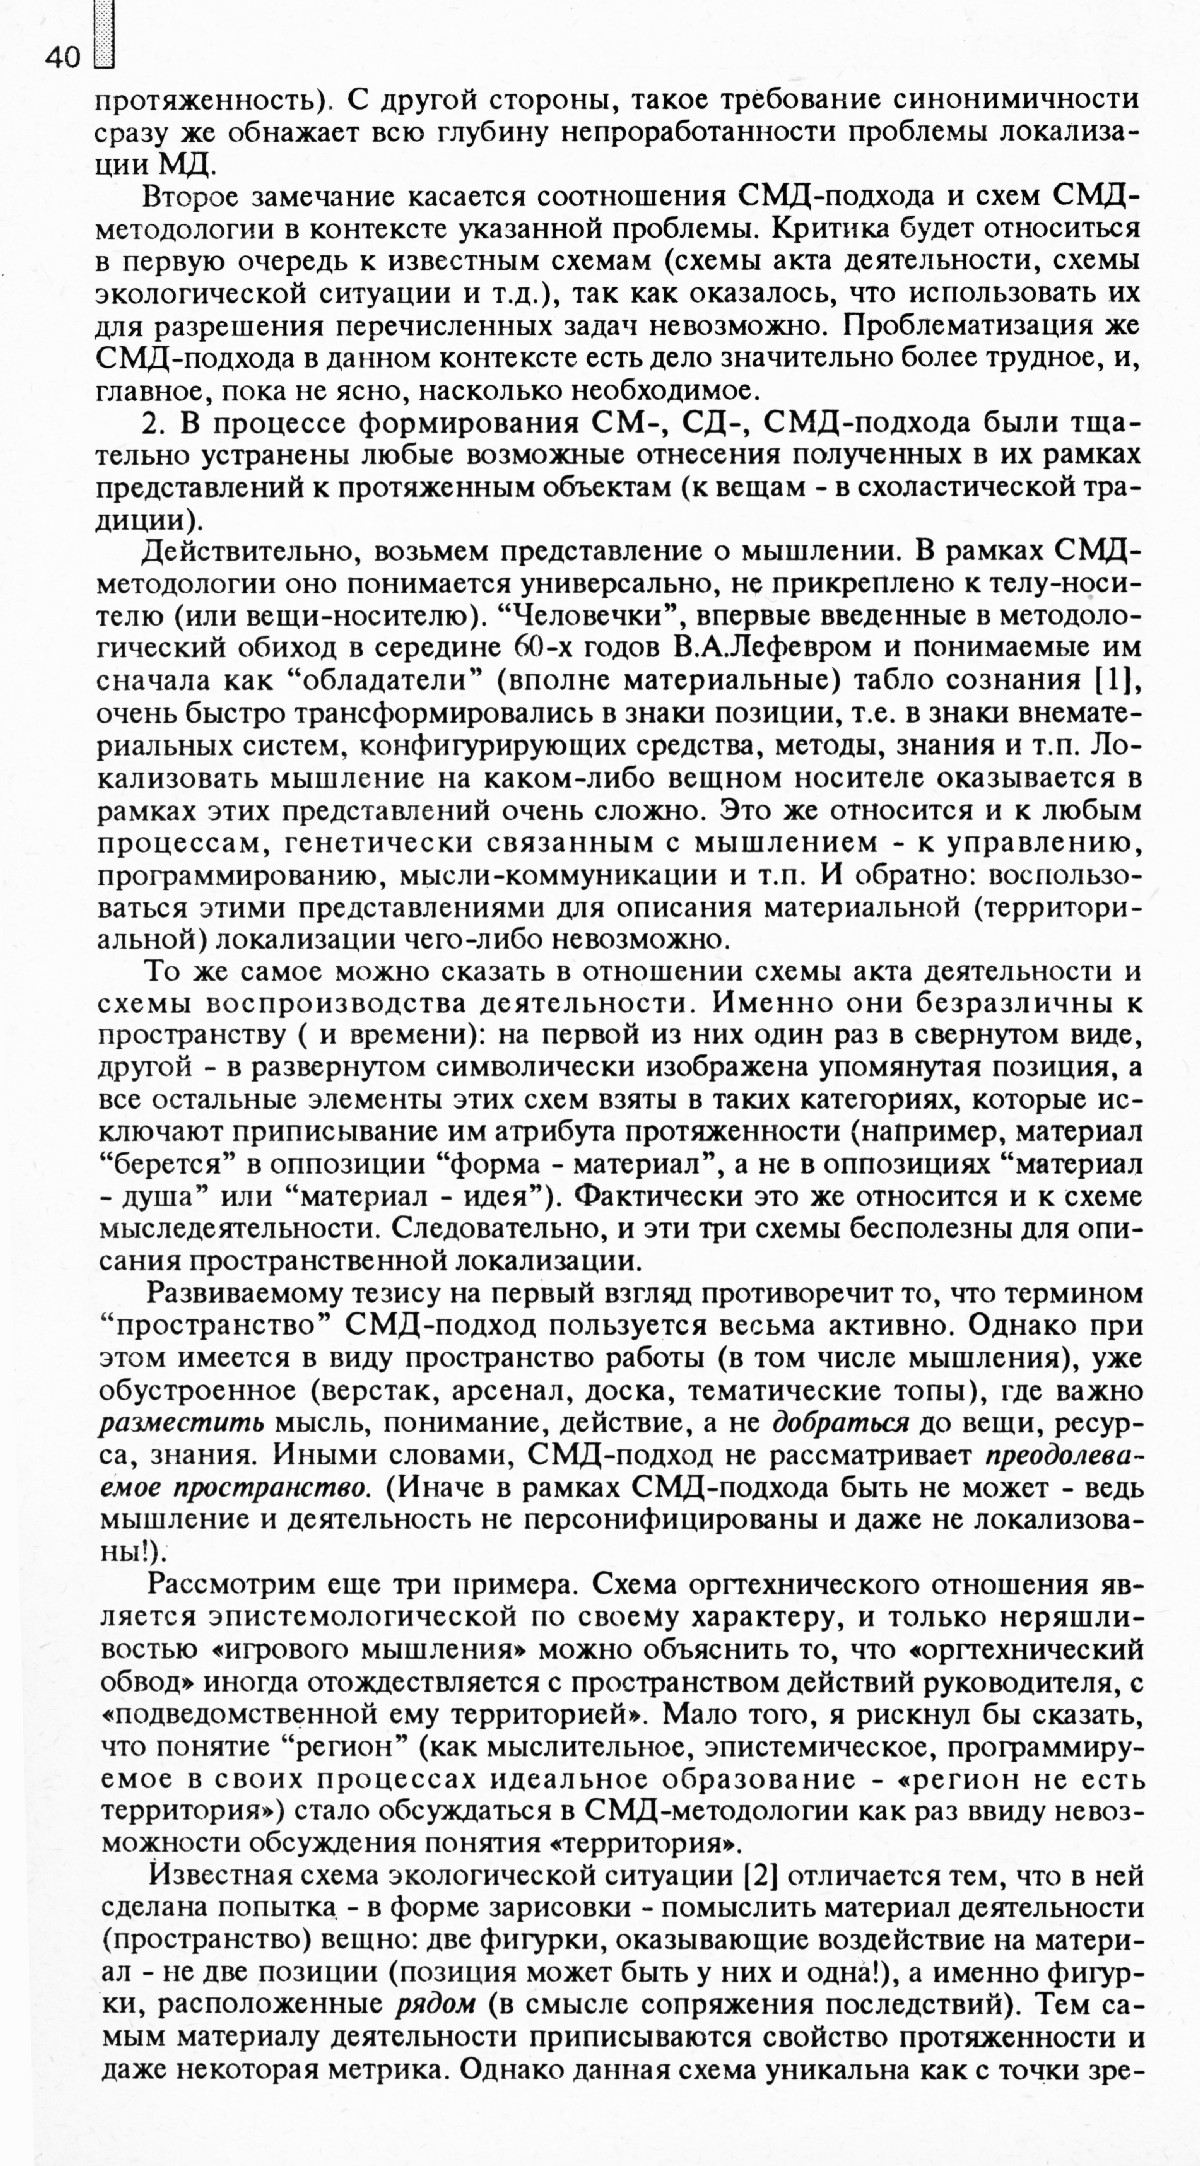 40
протяженность). С другой стороны, такое требование синонимичности
сразу же обнажает всю глубину непроработанности проблемы локализа-
ции МД.
Второе замечание касается соотношения СМД-подхода и схем СМД-
методологии в контексте указанной проблемы. Критика будет относиться
в первую очередь к известным схемам (схемы акта деятельности, схемы
экологической ситуации и т.д.), так как оказалось, что использовать их
для разрешения перечисленных задач невозможно. Проблематизация же
СМД-подхода в данном контексте есть дело значительно более трудное, и,
главное, пока не ясно, насколько необходимое.
2. В процессе формирования СМ-, СД-, СМД-подхода были тща-
тельно устранены любые возможные отнесения полученных в их рамках
представлений к протяженным объектам (к вещам - в схоластической тра-
диции).
Действительно, возьмем представление о мышлении. В рамках СМД-
методологии оно понимается универсально, не прикреплено к телу-носи-
телю (или вещи-носителю). “Человечки”, впервые введенные в методоло-
гический обиход в середине 60-х годов В.А.Лефевром и понимаемые им
сначала как “обладатели” (вполне материальные) табло сознания [1],
очень быстро трансформировались в знаки позиции, т.е. в знаки внемате-
риальных систем, конфигурирующих средства, методы, знания и т.п. Ло-
кализовать мышление на каком-либо вещном носителе оказывается в
рамках этих представлений очень сложно. Это же относится и к любым
процессам, генетически связанным с мышлением - к управлению,
программированию, мысли-коммуникации и т.п. И обратно: воспользо-
ваться этими представлениями для описания материальной (территори-
альной) локализации чего-либо невозможно.
То же самое можно сказать в отношении схемы акта деятельности и
схемы воспроизводства деятельности. Именно они безразличны к
пространству ( и времени): на первой из них один раз в свернутом виде,
другой - в развернутом символически изображена упомянутая позиция, а
все остальные элементы этих схем взяты в таких категориях, которые ис-
ключают приписывание им атрибута протяженности (например, материал
“берется” в оппозиции “форма - материал”, а не в оппозициях “материал
- душа” или “материал - идея”). Фактически это же относится и к схеме
мыследеятельности. Следовательно, и эти три схемы бесполезны для опи-
сания пространственной локализации.
Развиваемому тезису на первый взгляд противоречит то, что термином
“пространство” СМД-подход пользуется весьма активно. Однако при
этом имеется в виду пространство работы (в том числе мышления), уже
обустроенное (верстак, арсенал, доска, тематические топы), где важно
разместить мысль, понимание, действие, а не добраться до вещи, ресур-
са, знания. Иными словами, СМД-подход не рассматривает преодолева-
емое пространство. (Иначе в рамках СМД-подхода быть не может - ведь
мышление и деятельность не персонифицированы и даже не локализова-
ны!).
Рассмотрим еще три примера. Схема оргтехнического отношения яв-
ляется эпистемологической по своему характеру, и только неряшли-
востью «игрового мышления» можно объяснить то, что «оргтехнический
обвод» иногда отождествляется с пространством действий руководителя, с
«подведомственной ему территорией». Мало того, я рискнул бы сказать,
что понятие “регион” (как мыслительное, эпистемическое, программиру-
емое в своих процессах идеальное образование - «регион не есть
территория») стало обсуждаться в СМД-методологии как раз ввиду невоз-
можности обсуждения понятия «территория».
Известная схема экологической ситуации [2] отличается тем, что в ней
сделана попытка - в форме зарисовки - помыслить материал деятельности
(пространство) вещно: две фигурки, оказывающие воздействие на матери-
ал - не две позиции (позиция может быть у них и одна!), а именно фигур-
ки, расположенные рядом (в смысле сопряжения последствий). Тем са-
мым материалу деятельности приписываются свойство протяженности и
даже некоторая метрика. Однако данная схема уникальна как с точки зре-